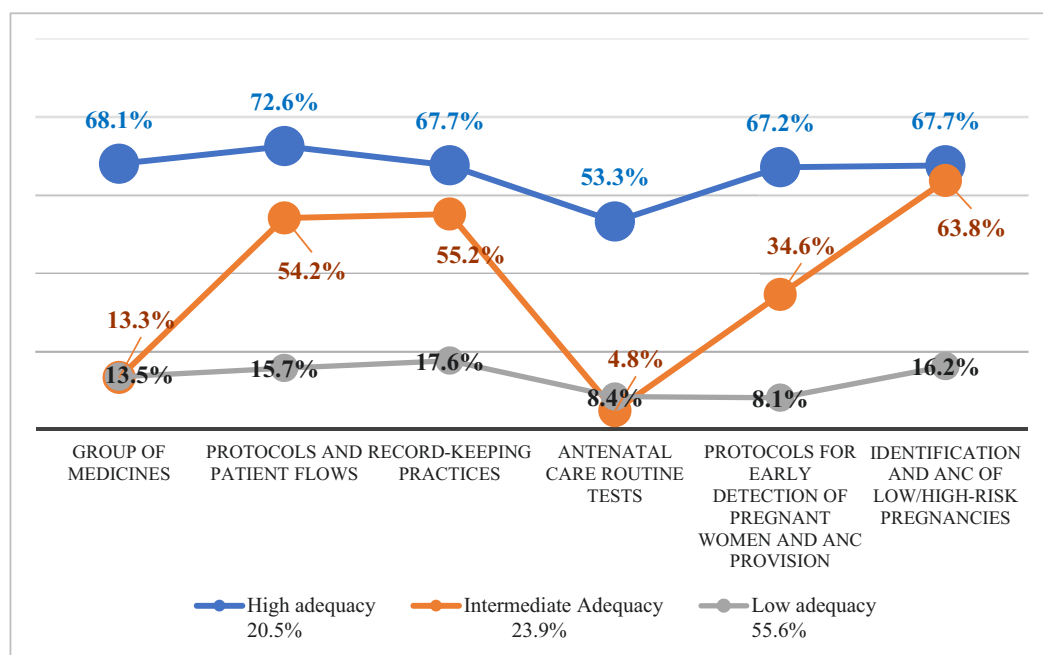 72.6%
68.1%
67.7%
67.2%
67.7%
53.3%
54.2%
55.2%
34.6%
63.8%
13.3%
4.8%
13.5%
15.7%
17.6%
8.4%
8.1%
16.2%
GROUP OF
MEDICINES
PROTOCOLS AND
PATIENT FLOWS
RECORD-KEEPING
PRACTICES
ANTENATAL
CARE ROUTINE
TESTS
PROTOCOLS FOR
EARLY
DETECTION OF
PREGNANT
WOMEN AND ANC
PROVISION
IDENTIFICATION
AND ANC OF
LOW/HIGH-RISK
PREGNANCIES
High adequacy
20.5%
Intermediate Adequacy
23.9%
Low adequacy
55.6%